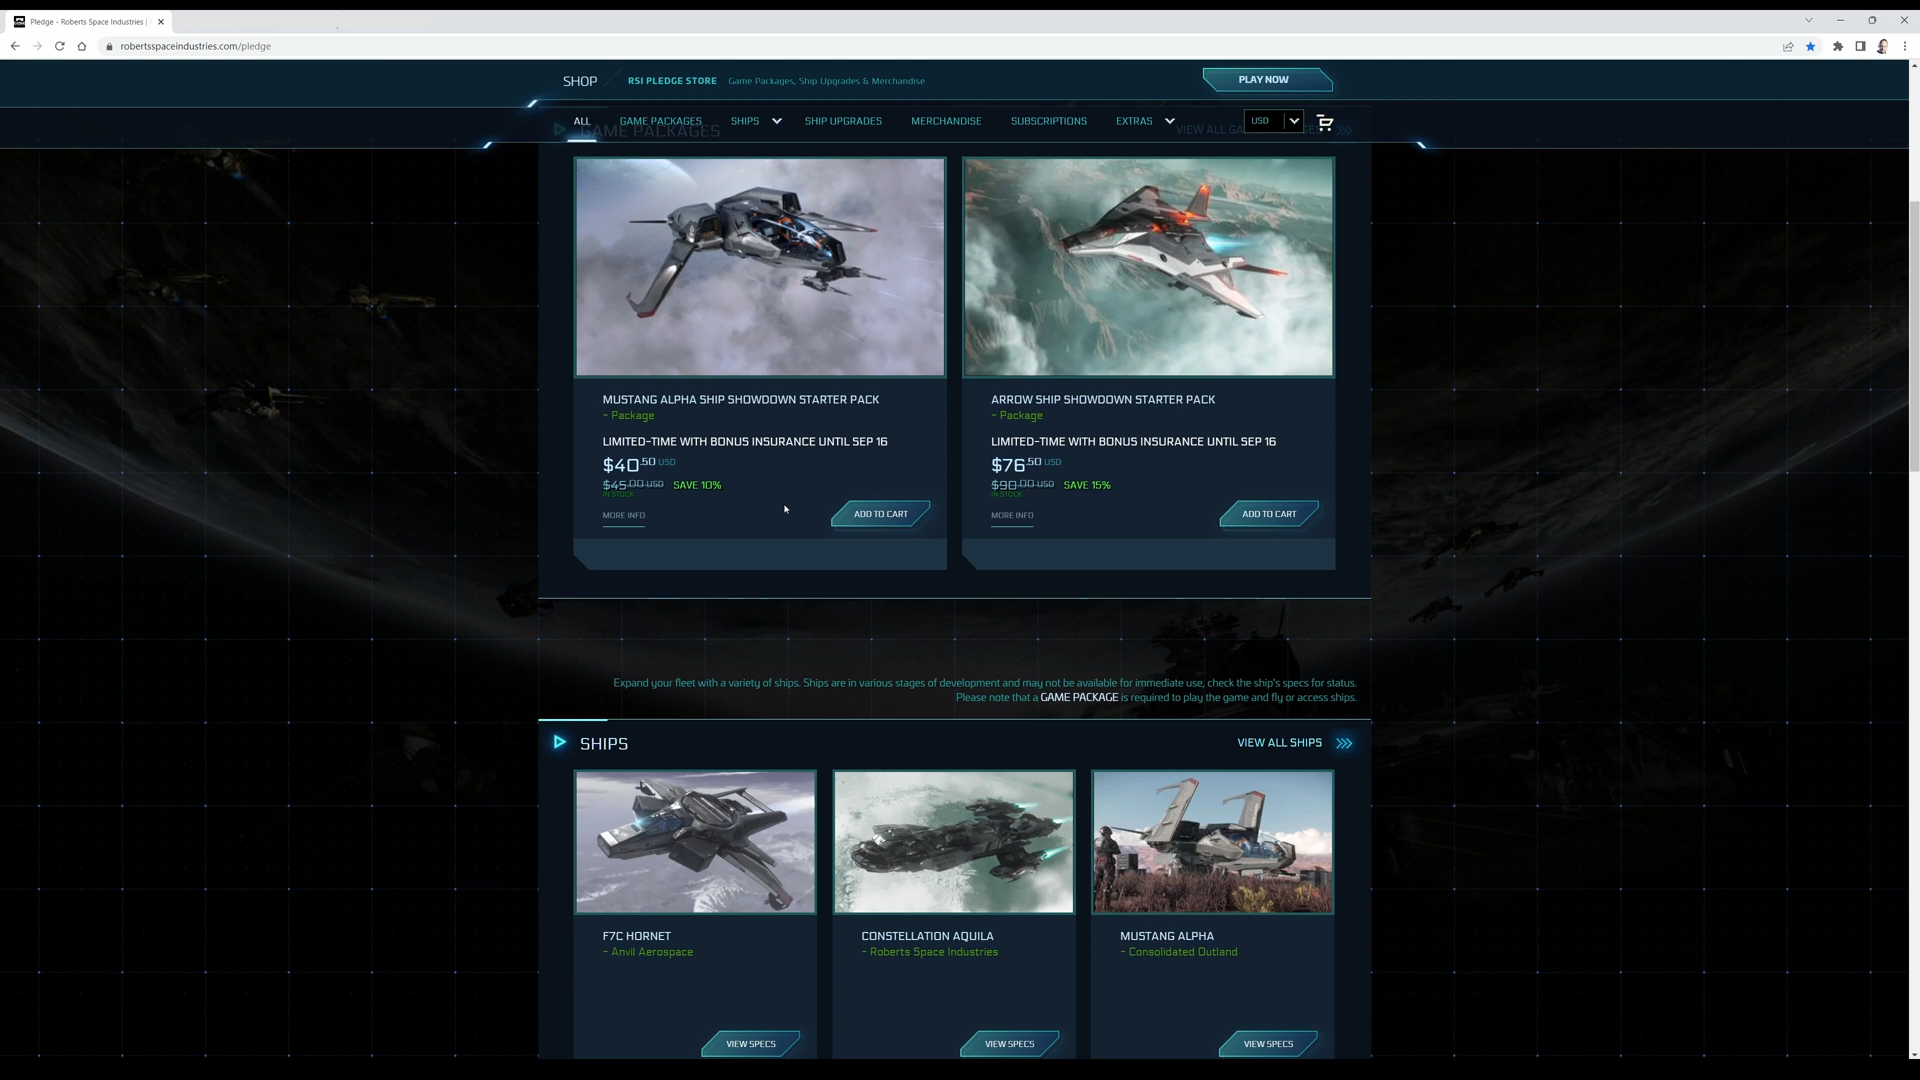 Pledge - Roberts Space Industries |
robertsspaceindustries.com/pledge
SHOP RSI PLEDGE STORE Game Packages, Ship Upgrades & Merchandise PLAY NOW
ALL GAME PACKAGES SHIPS SHIP UPGRADES MERCHANDISE SUBSCRIPTIONS EXTRAS USD
GAME PACKAGES
MUSTANG ALPHA SHIP SHOWDOWN STARTER PACK
- Package
LIMITED-TIME WITH BONUS INSURANCE UNTIL SEP 16
$40.50 USD
$45.00 USD SAVE 10%
IN STOCK
MORE INFO ADD TO CART
ARROW SHIP SHOWDOWN STARTER PACK
- Package
LIMITED-TIME WITH BONUS INSURANCE UNTIL SEP 16
$76.50 USD
$90.00 USD SAVE 15%
IN STOCK
MORE INFO ADD TO CART
Expand your fleet with a variety of ships. Ships are in various stages of development and may not be available for immediate use, check the ship's specs for status.
Please note that a GAME PACKAGE is required to play the game and fly or access ships.
SHIPS VIEW ALL SHIPS
F7C HORNET
- Anvil Aerospace
VIEW SPECS
CONSTELLATION AQUILA
- Roberts Space Industries
VIEW SPECS
MUSTANG ALPHA
- Consolidated Outland
VIEW SPECS